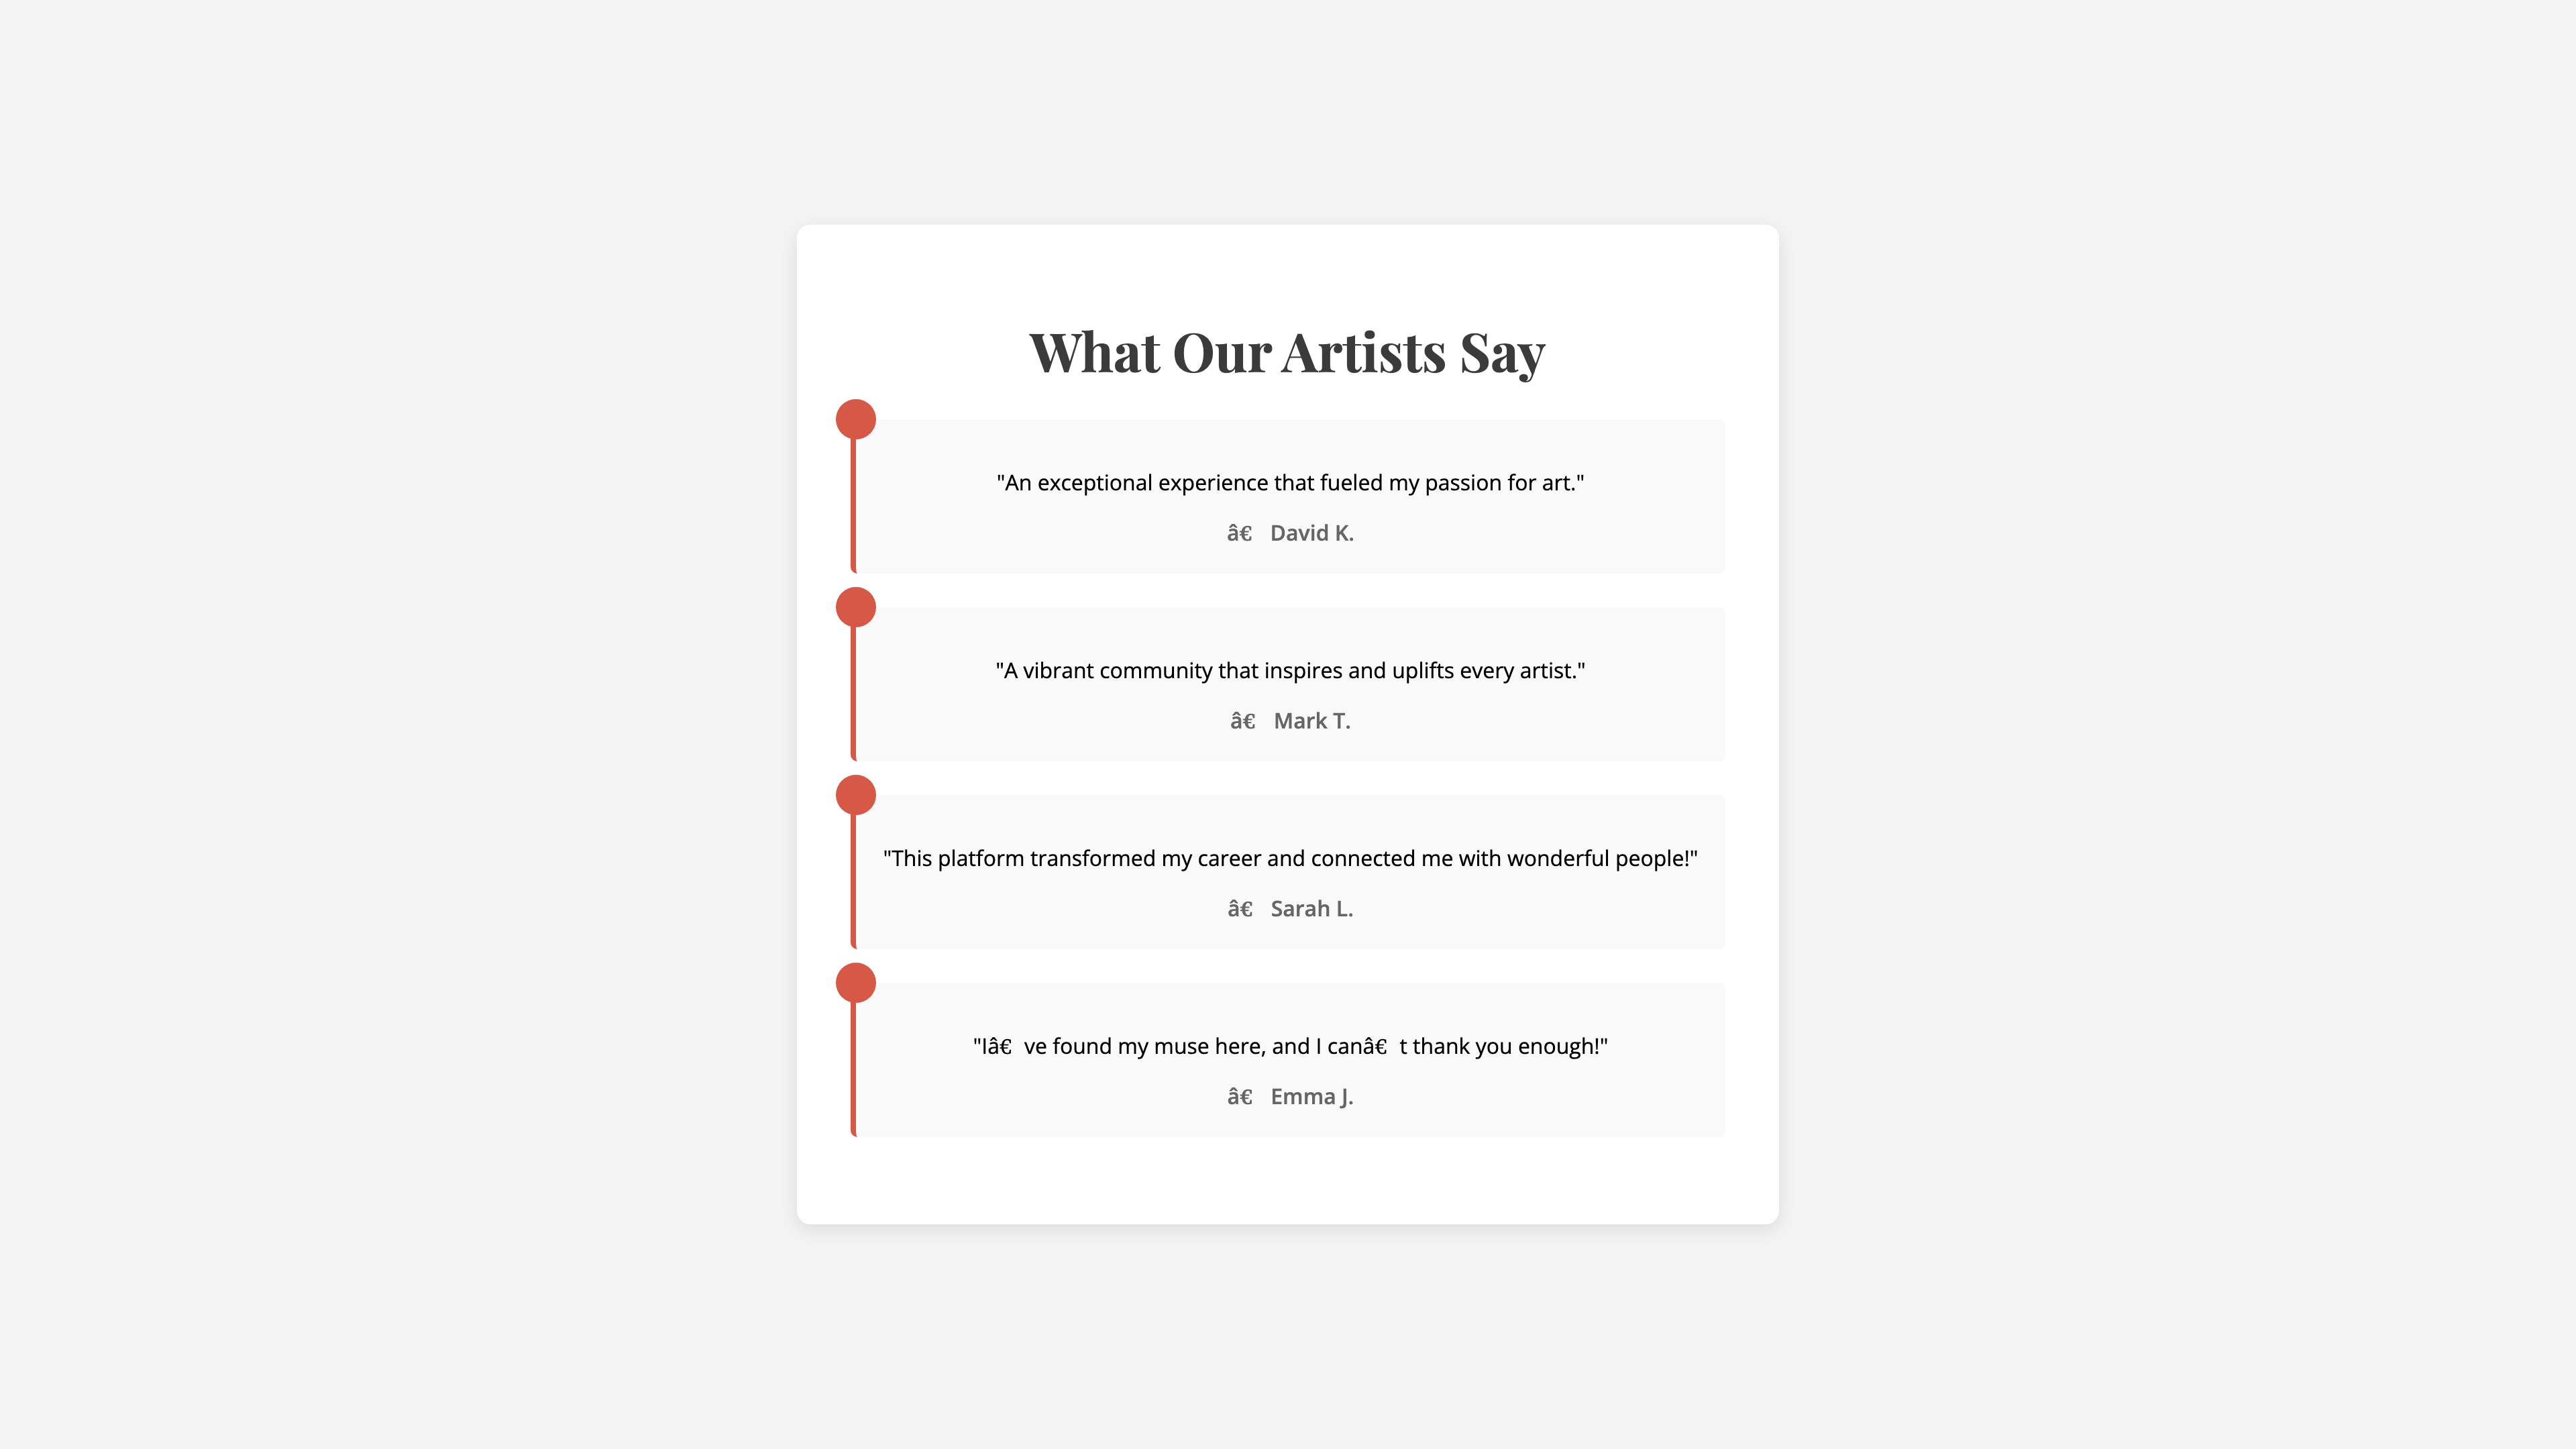 What Our Artists Say
"An exceptional experience that fueled my passion for art."
â€ David K.
"A vibrant community that inspires and uplifts every artist."
â€ Mark T.
"This platform transformed my career and connected me with wonderful people!"
â€ Sarah L.
"Iâ€ ve found my muse here, and I canâ€ t thank you enough!"
â€ Emma J.